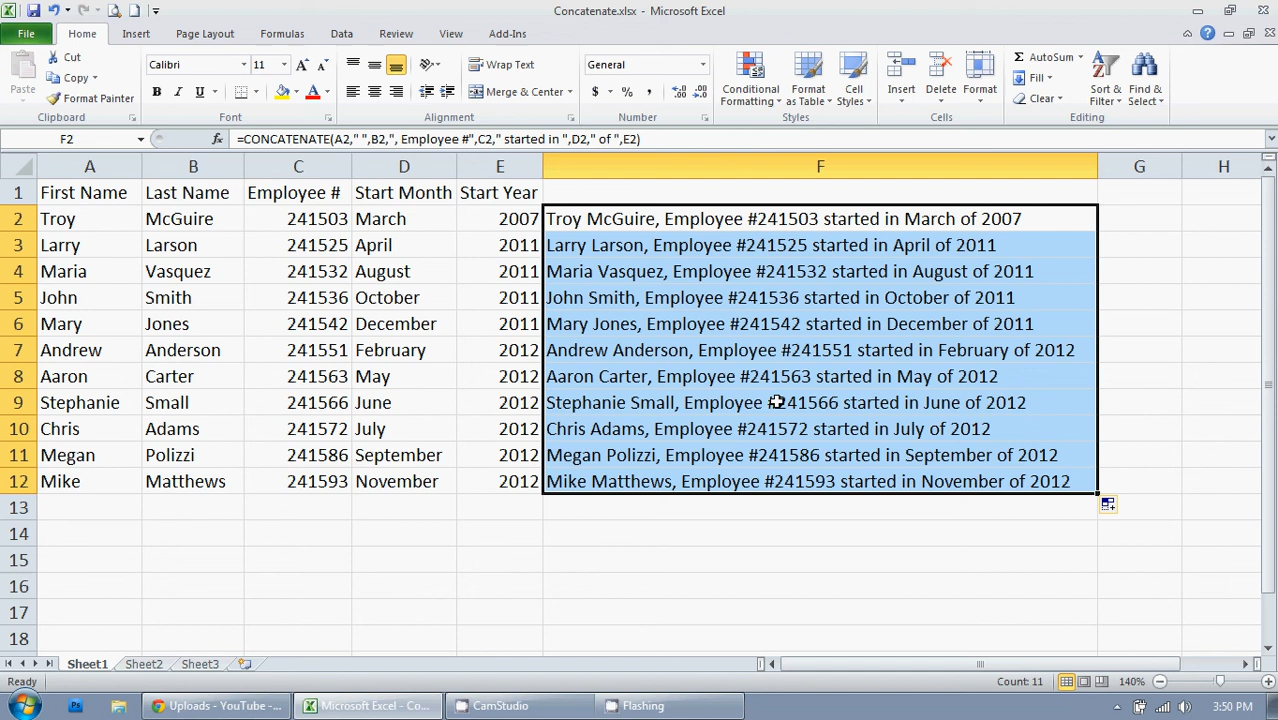 Concatenate.xlsx - Microsoft Excel
File Home Insert Page Layout Formulas Data Review View Add-Ins
Cut Calibri 11 A A Wrap Text General AutoSum
Copy Fill
Paste Format Painter B I U A Merge & Center $ % , Conditional Formatting Format as Table Cell Styles Insert Delete Format Clear Sort & Filter Find & Select
Clipboard Font Alignment Number Styles Cells Editing
F2 fx =CONCATENATE(A2," ",B2,", Employee #",C2," started in ",D2," of ",E2)
A B C D E F G H
1 First Name Last Name Employee # Start Month Start Year
2 Troy McGuire 241503 March 2007 Troy McGuire, Employee #241503 started in March of 2007
3 Larry Larson 241525 April 2011 Larry Larson, Employee #241525 started in April of 2011
4 Maria Vasquez 241532 August 2011 Maria Vasquez, Employee #241532 started in August of 2011
5 John Smith 241536 October 2011 John Smith, Employee #241536 started in October of 2011
6 Mary Jones 241542 December 2011 Mary Jones, Employee #241542 started in December of 2011
7 Andrew Anderson 241551 February 2012 Andrew Anderson, Employee #241551 started in February of 2012
8 Aaron Carter 241563 May 2012 Aaron Carter, Employee #241563 started in May of 2012
9 Stephanie Small 241566 June 2012 Stephanie Small, Employee #241566 started in June of 2012
10 Chris Adams 241572 July 2012 Chris Adams, Employee #241572 started in July of 2012
11 Megan Polizzi 241586 September 2012 Megan Polizzi, Employee #241586 started in September of 2012
12 Mike Matthews 241593 November 2012 Mike Matthews, Employee #241593 started in November of 2012
13
14
15
16
17
18
Sheet1 Sheet2 Sheet3
Ready Count: 11 140%
Uploads - YouTube -... Microsoft Excel - Co... CamStudio Flashing 3:50 PM